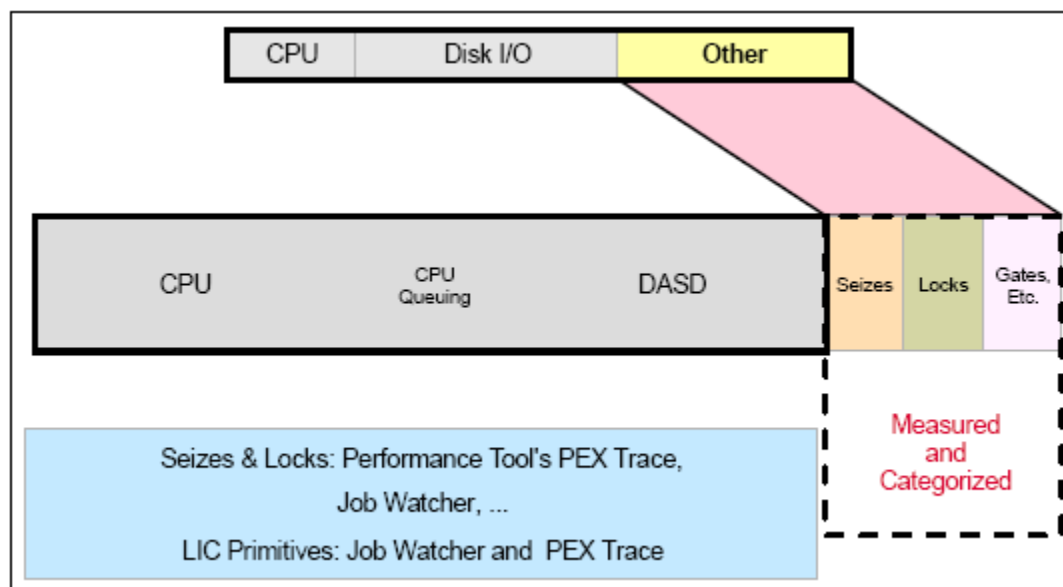 CPU
Disk I/O
Other
CPU
CPU
Queuing
DASD
Seizes
Locks
Gates,
Etc.
Measured
and
Categorized
Seizes & Locks: Performance Tool's PEX Trace,
Job Watcher, ...
LIC Primitives: Job Watcher and PEX Trace